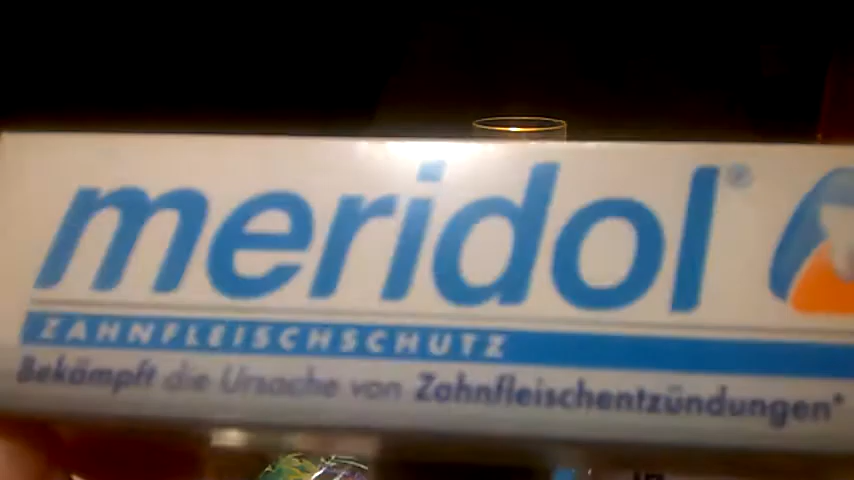 meridol®
ZAHNFLEISCHSCHUTZ
Bekämpft die Ursache von Zahnfleischentzündungen*